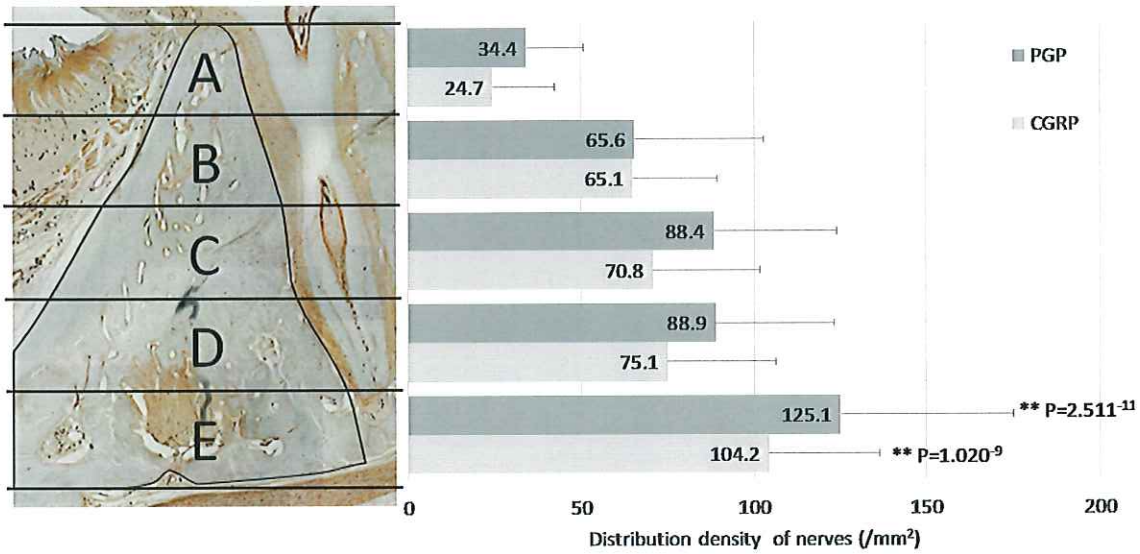 A
34.4
24.7
PGP
CGRP
B
65.6
65.1
C
88.4
70.8
D
88.9
75.1
E
125.1
** P=2.511⁻¹¹
104.2
** P=1.020⁻⁹
0 50 100 150 200
Distribution density of nerves (/mm²)